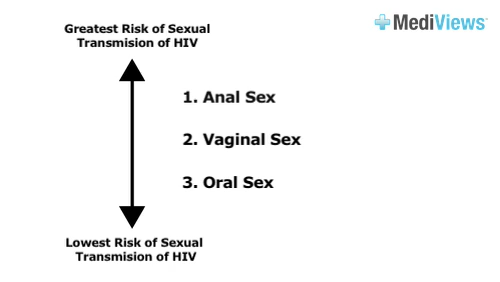 Greatest Risk of Sexual
Transmision of HIV
MediViews
1. Anal Sex
2. Vaginal Sex
3. Oral Sex
Lowest Risk of Sexual
Transmision of HIV